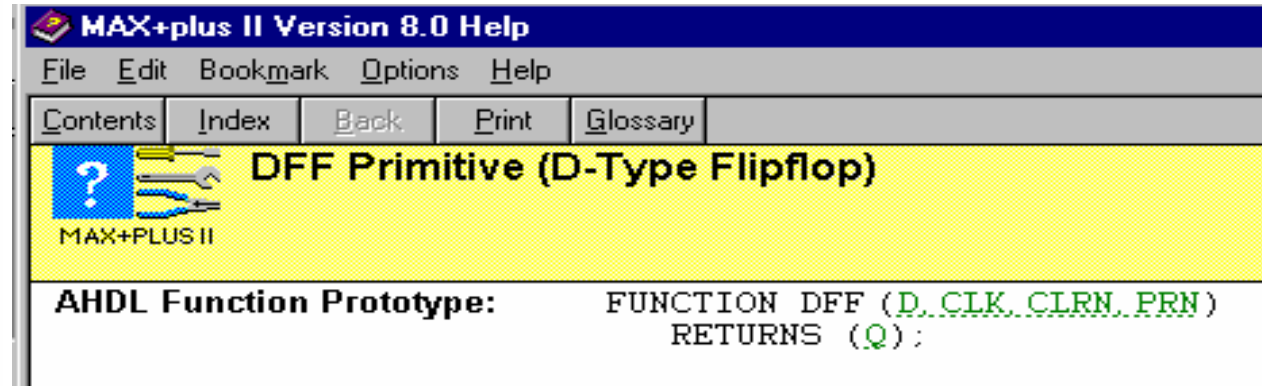 MAX+plus II Version 8.0 Help
File Edit Bookmark Options Help
Contents Index Back Print Glossary
? DFF Primitive (D-Type Flipflop)
MAX+PLUS II
AHDL Function Prototype: FUNCTION DFF (D, CLK, CLRN, PRN)
RETURNS (Q);